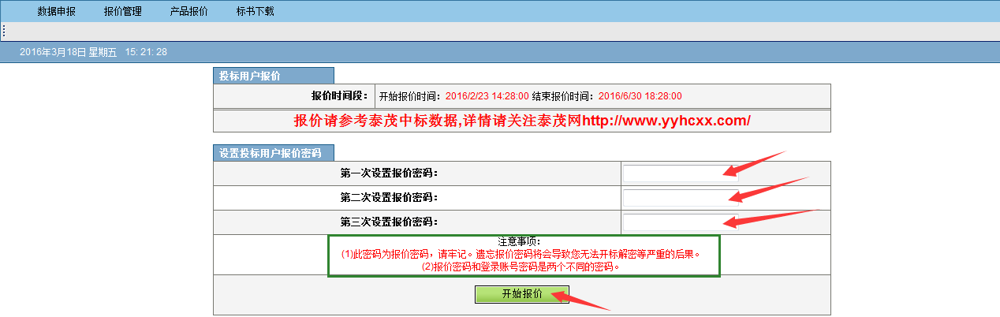 数据申报 报价管理 产品报价 标书下载
2016年3月18日 星期五 15: 21: 28
投标用户报价
报价时间段： 开始报价时间：2016/2/23 14:28:00 结束报价时间：2016/6/30 18:28:00
报价请参考泰茂中标数据,详情请关注泰茂网http://www.yyhcxx.com/
设置投标用户报价密码
第一次设置报价密码：
第二次设置报价密码：
第三次设置报价密码：
注意事项：
(1)此密码为报价密码，请牢记。遗忘报价密码将会导致您无法开标解密等严重的后果。
(2)报价密码和登录账号密码是两个不同的密码。
开始报价